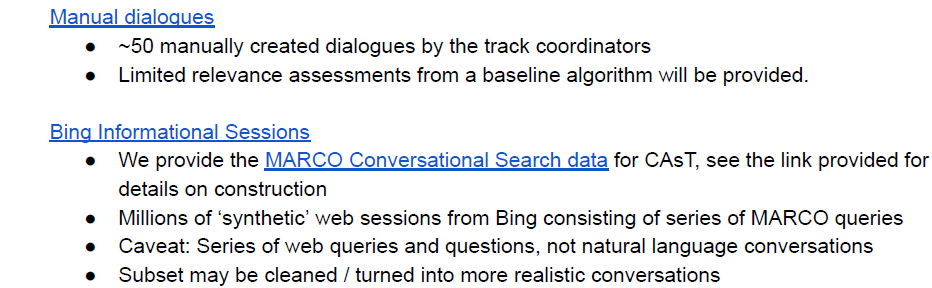 Manual dialogues
● ~50 manually created dialogues by the track coordinators
● Limited relevance assessments from a baseline algorithm will be provided.
Bing Informational Sessions
● We provide the MARCO Conversational Search data for CAsT, see the link provided for
details on construction
● Millions of ‘synthetic’ web sessions from Bing consisting of series of MARCO queries
● Caveat: Series of web queries and questions, not natural language conversations
● Subset may be cleaned / turned into more realistic conversations